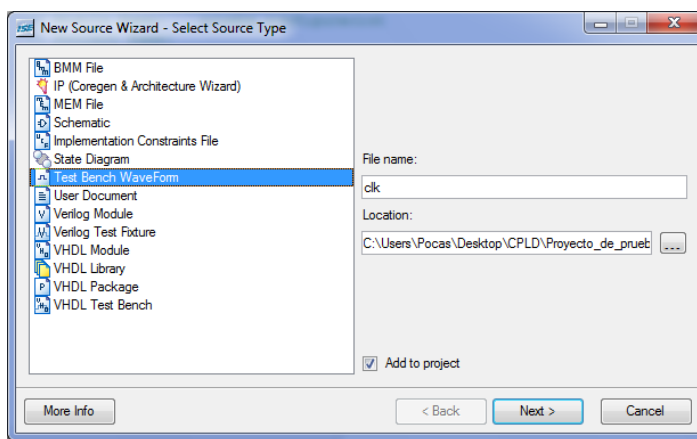 ISE New Source Wizard - Select Source Type
BMM File
IP (Coregen & Architecture Wizard)
MEM File
Schematic
Implementation Constraints File
State Diagram
Test Bench WaveForm
User Document
Verilog Module
Verilog Test Fixture
VHDL Module
VHDL Library
VHDL Package
VHDL Test Bench
File name:
clk
Location:
C:\Users\Pocas\Desktop\CPLD\Proyecto_de_prueb
...
Add to project
More Info
< Back
Next >
Cancel